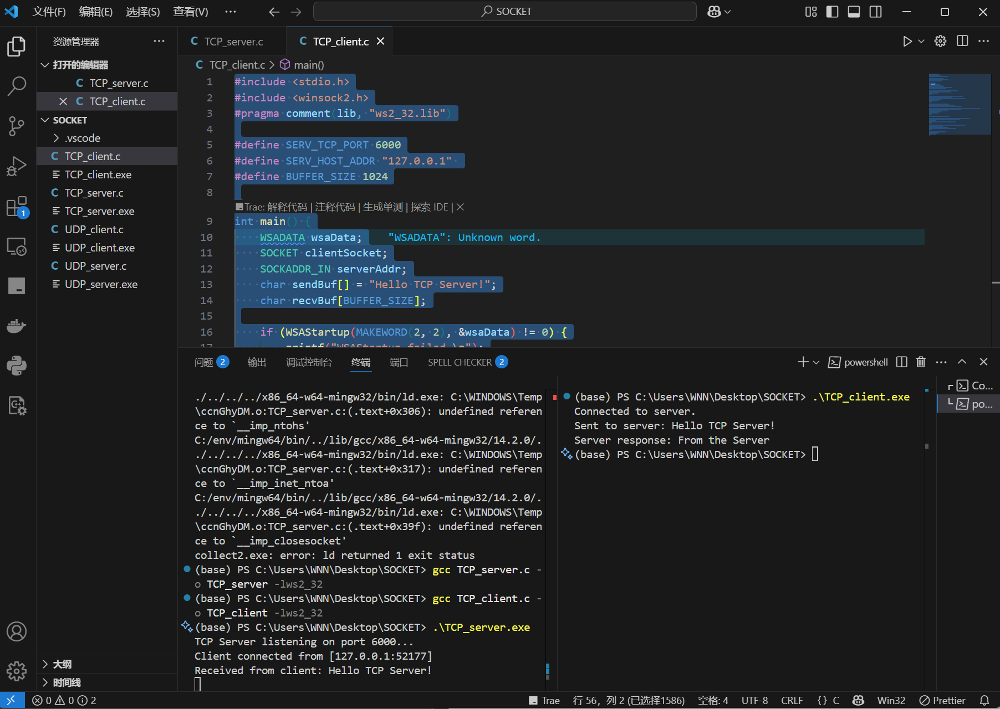 文件(F) 编辑(E) 选择(S) 查看(V) ··· SOCKET
资源管理器 ···
打开的编辑器
C TCP_server.c
C TCP_client.c
SOCKET
.vscode
C TCP_client.c
TCP_client.exe
C TCP_server.c
TCP_server.exe
C UDP_client.c
UDP_client.exe
C UDP_server.c
UDP_server.exe
大纲
时间线
1
C TCP_server.c C TCP_client.c
C TCP_client.c > main()
1 #include <stdio.h>
2 #include <winsock2.h>
3 #pragma comment(lib, "ws2_32.lib")
4
5 #define SERV_TCP_PORT 6000
6 #define SERV_HOST_ADDR "127.0.0.1"
7 #define BUFFER_SIZE 1024
8
Trae: 解释代码 | 注释代码 | 生成单测 | 探索 IDE |
9 int main() {
10 WSADATA wsaData; "WSADATA": Unknown word.
11 SOCKET clientSocket;
12 SOCKADDR_IN serverAddr;
13 char sendBuf[] = "Hello TCP Server!";
14 char recvBuf[BUFFER_SIZE];
15
16 if (WSAStartup(MAKEWORD(2, 2), &wsaData) != 0) {
17 printf("WSAStartup failed.\n");
问题 2 输出 调试控制台 终端 端口 SPELL CHECKER 2 powershell
./../../../x86_64-w64-mingw32/bin/ld.exe: C:\WINDOWS\Temp
\ccnGhyDM.o:TCP_server.c:(.text+0x306): undefined referen
ce to `__imp_ntohs'
C:/env/mingw64/bin/../lib/gcc/x86_64-w64-mingw32/14.2.0/.
./../../../x86_64-w64-mingw32/bin/ld.exe: C:\WINDOWS\Temp
\ccnGhyDM.o:TCP_server.c:(.text+0x317): undefined referen
ce to `__imp_inet_ntoa'
C:/env/mingw64/bin/../lib/gcc/x86_64-w64-mingw32/14.2.0/.
./../../../x86_64-w64-mingw32/bin/ld.exe: C:\WINDOWS\Temp
\ccnGhyDM.o:TCP_server.c:(.text+0x39f): undefined referen
ce to `__imp_closesocket'
collect2.exe: error: ld returned 1 exit status
(base) PS C:\Users\WNN\Desktop\SOCKET> gcc TCP_server.c -
o TCP_server -lws2_32
(base) PS C:\Users\WNN\Desktop\SOCKET> gcc TCP_client.c -
o TCP_client -lws2_32
(base) PS C:\Users\WNN\Desktop\SOCKET> .\TCP_server.exe
TCP Server listening on port 6000...
Client connected from [127.0.0.1:52177]
Received from client: Hello TCP Server!
(base) PS C:\Users\WNN\Desktop\SOCKET> .\TCP_client.exe
Connected to server.
Sent to server: Hello TCP Server!
Server response: From the Server
(base) PS C:\Users\WNN\Desktop\SOCKET>
Co...
po...
0 0 2 Trae 行 56，列 2 (已选择1586) 空格: 4 UTF-8 CRLF {} C Win32 Prettier